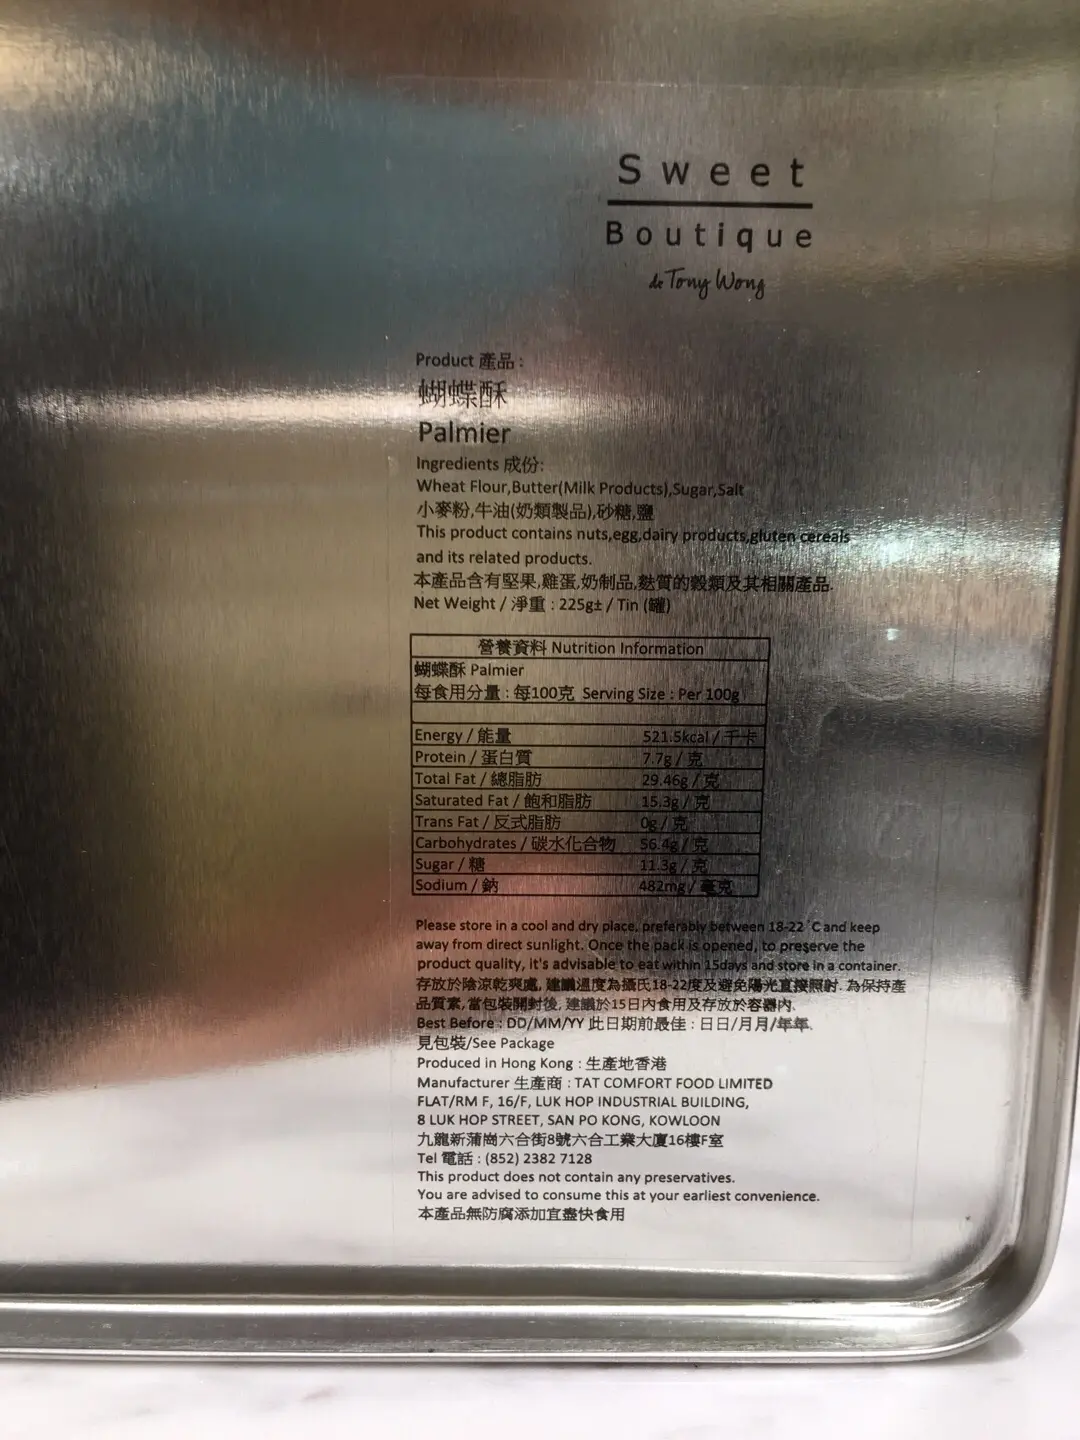 Sweet
Boutique
de Tony Wong
Product 產品 :
蝴蝶酥
Palmier
Ingredients 成份:
Wheat Flour,Butter(Milk Products),Sugar,Salt
小麥粉,牛油(奶類製品),砂糖,鹽
This product contains nuts,egg,dairy products,gluten cereals
and its related products.
本產品含有堅果,雞蛋,奶制品,麩質的穀類及其相關產品.
Net Weight / 淨重 : 225g± / Tin (罐)
營養資料 Nutrition Information
蝴蝶酥 Palmier
每食用分量 : 每100克 Serving Size : Per 100g
Energy / 能量 521.5kcal / 千卡
Protein / 蛋白質 7.7g / 克
Total Fat / 總脂肪 29.46g / 克
Saturated Fat / 飽和脂肪 15.3g / 克
Trans Fat / 反式脂肪 0g / 克
Carbohydrates / 碳水化合物 56.4g / 克
Sugar / 糖 11.3g / 克
Sodium / 鈉 482mg / 毫克
Please store in a cool and dry place, preferably between 18-22 ̊C and keep
away from direct sunlight. Once the pack is opened, to preserve the
product quality, it's advisable to eat within 15days and store in a container.
存放於陰涼乾爽處, 建議溫度為攝氏18-22度及避免陽光直接照射. 為保持產
品質素, 當包裝開封後, 建議於15日內食用及存放於容器內.
Best Before : DD/MM/YY 此日期前最佳 : 日日/月月/年年.
見包裝/See Package
Produced in Hong Kong : 生產地香港
Manufacturer 生產商 : TAT COMFORT FOOD LIMITED
FLAT/RM F, 16/F, LUK HOP INDUSTRIAL BUILDING,
8 LUK HOP STREET, SAN PO KONG, KOWLOON
九龍新蒲崗六合街8號六合工業大廈16樓F室
Tel 電話 : (852) 2382 7128
This product does not contain any preservatives.
You are advised to consume this at your earliest convenience.
本產品無防腐添加宜盡快食用